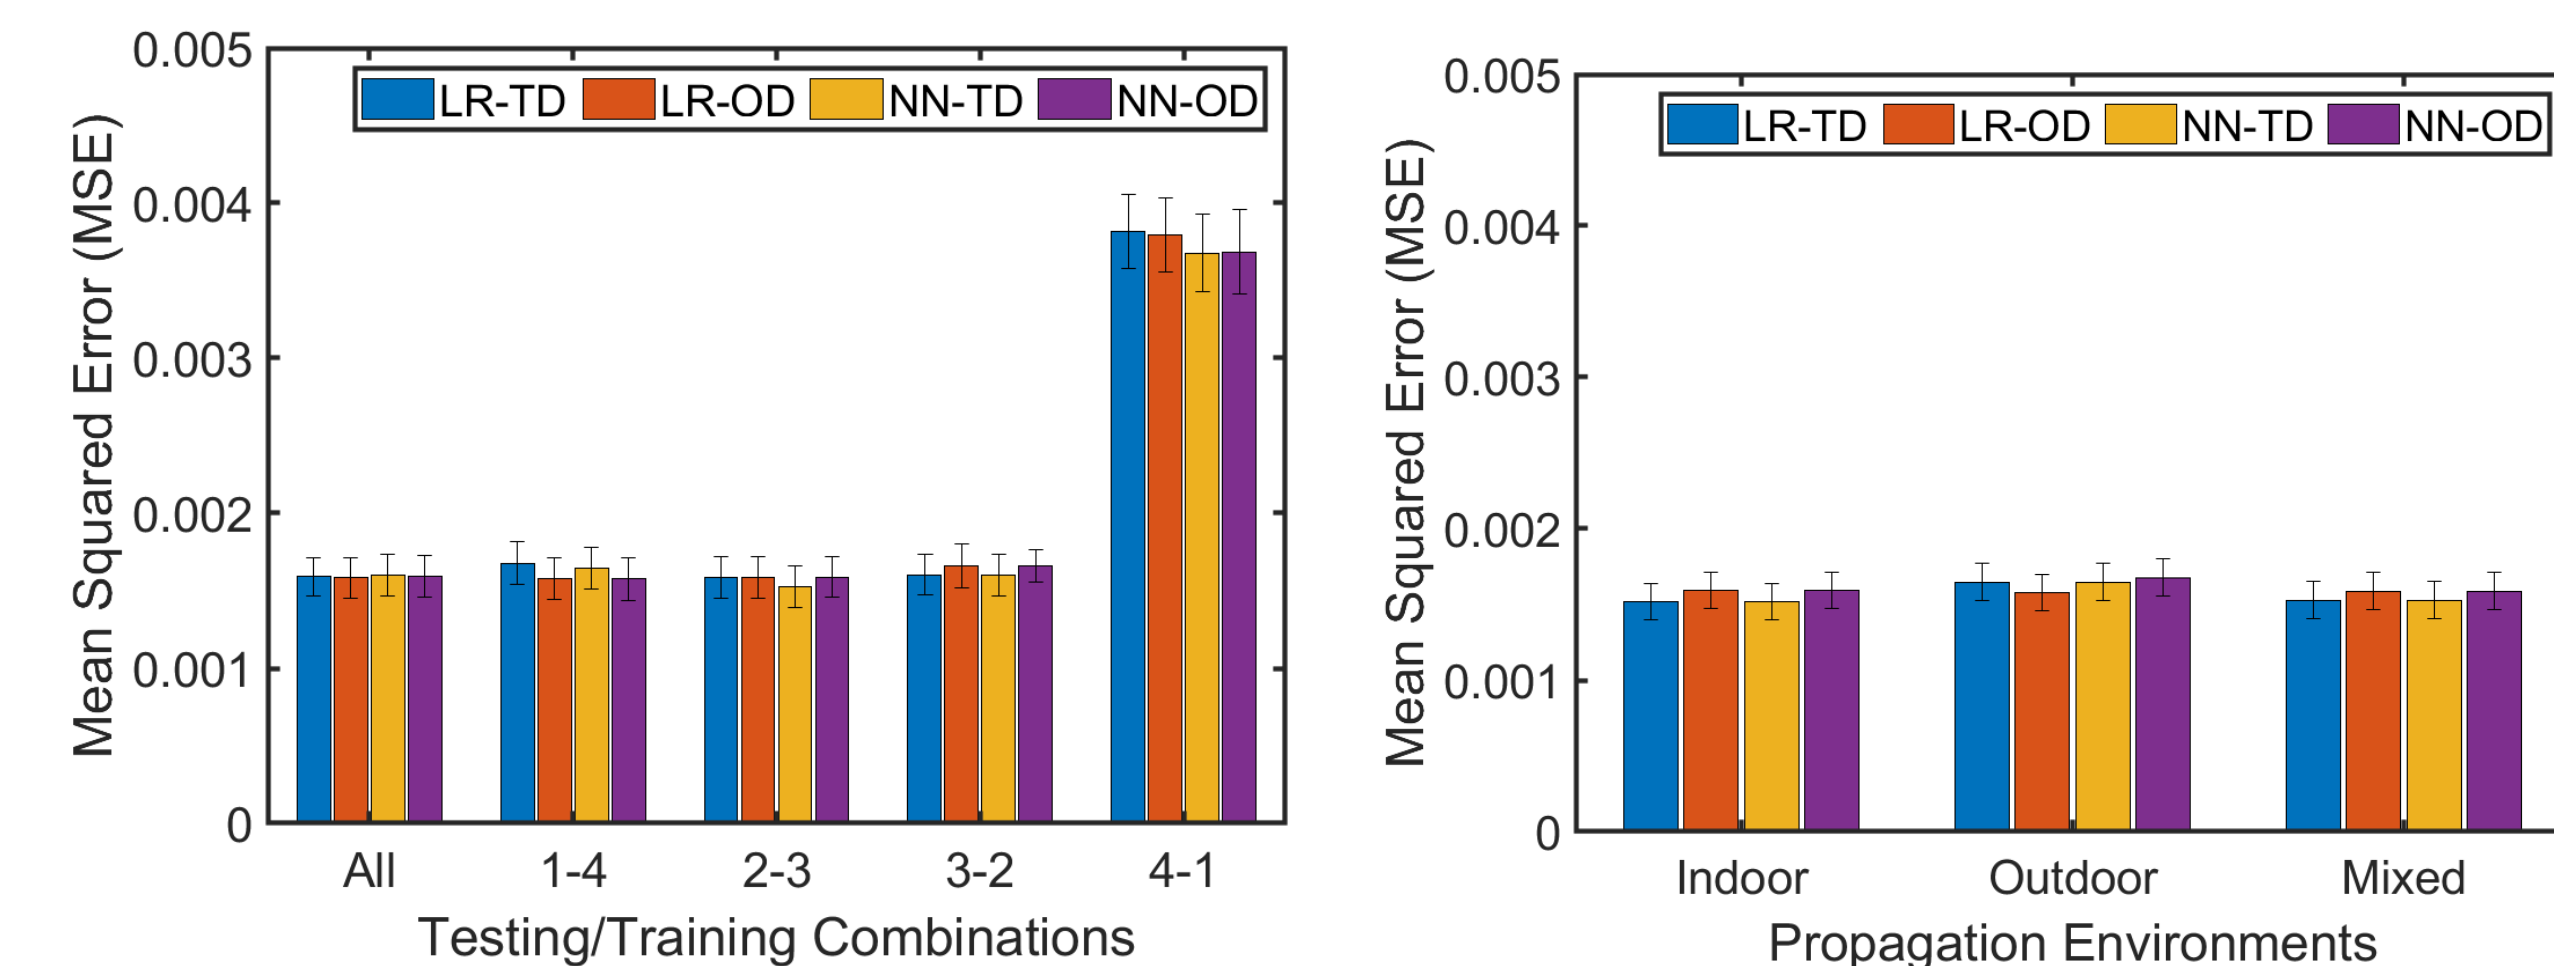 Mean Squared Error (MSE)
0.005
0.004
0.003
0.002
0.001
0
LR-TD LR-OD NN-TD NN-OD
All 1-4 2-3 3-2 4-1
Testing/Training Combinations
Mean Squared Error (MSE)
0.005
0.004
0.003
0.002
0.001
0
LR-TD LR-OD NN-TD NN-OD
Indoor Outdoor Mixed
Propagation Environments